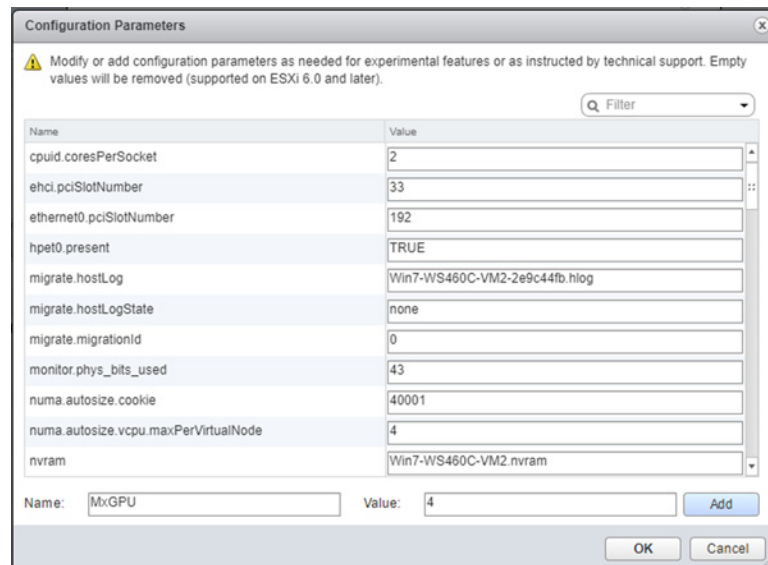 Configuration Parameters
Modify or add configuration parameters as needed for experimental features or as instructed by technical support. Empty
values will be removed (supported on ESXi 6.0 and later).
Filter
Name Value
cpuid.coresPerSocket 2
ehci.pciSlotNumber 33
ethernet0.pciSlotNumber 192
hpet0.present TRUE
migrate.hostLog Win7-WS460C-VM2-2e9c44fb.hlog
migrate.hostLogState none
migrate.migrationId 0
monitor.phys_bits_used 43
numa.autosize.cookie 40001
numa.autosize.vcpu.maxPerVirtualNode 4
nvram Win7-WS460C-VM2.nvram
Name: MxGPU Value: 4 Add
OK Cancel